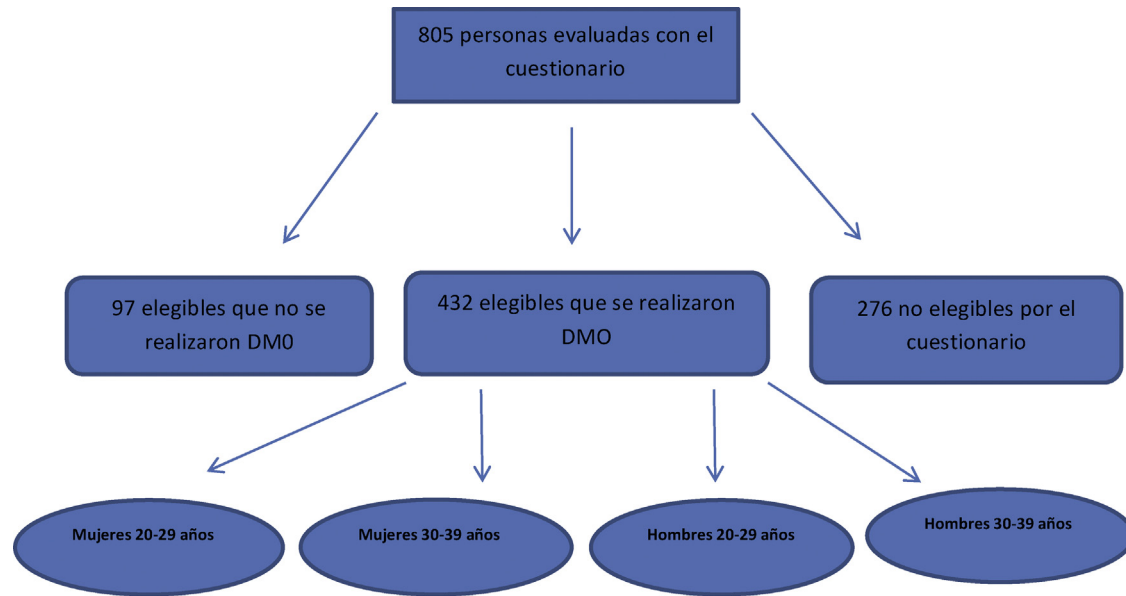 805 personas evaluadas con el
cuestionario
97 elegibles que no se
realizaron DM0
432 elegibles que se realizaron
DMO
276 no elegibles por el
cuestionario
Mujeres 20-29 años
Mujeres 30-39 años
Hombres 20-29 años
Hombres 30-39 años